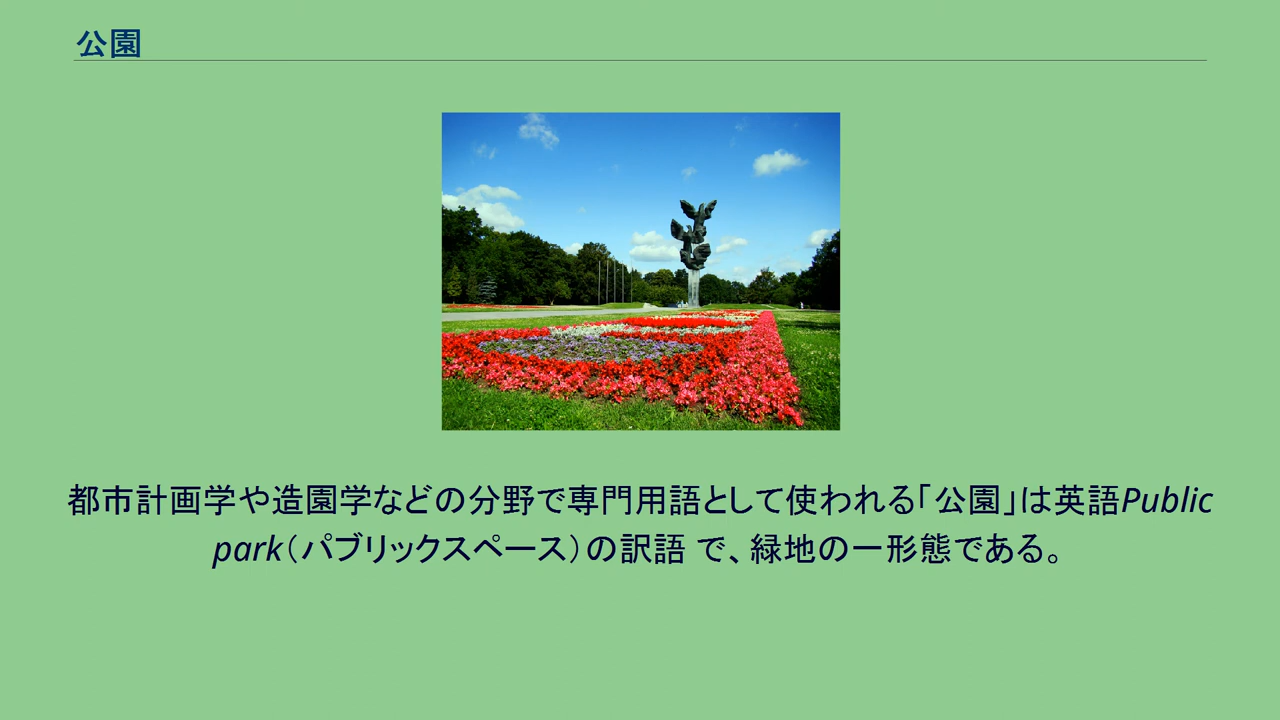 公園
都市計画学や造園学などの分野で専門用語として使われる「公園」は英語Public
park（パブリックスペース）の訳語 で、緑地の一形態である。